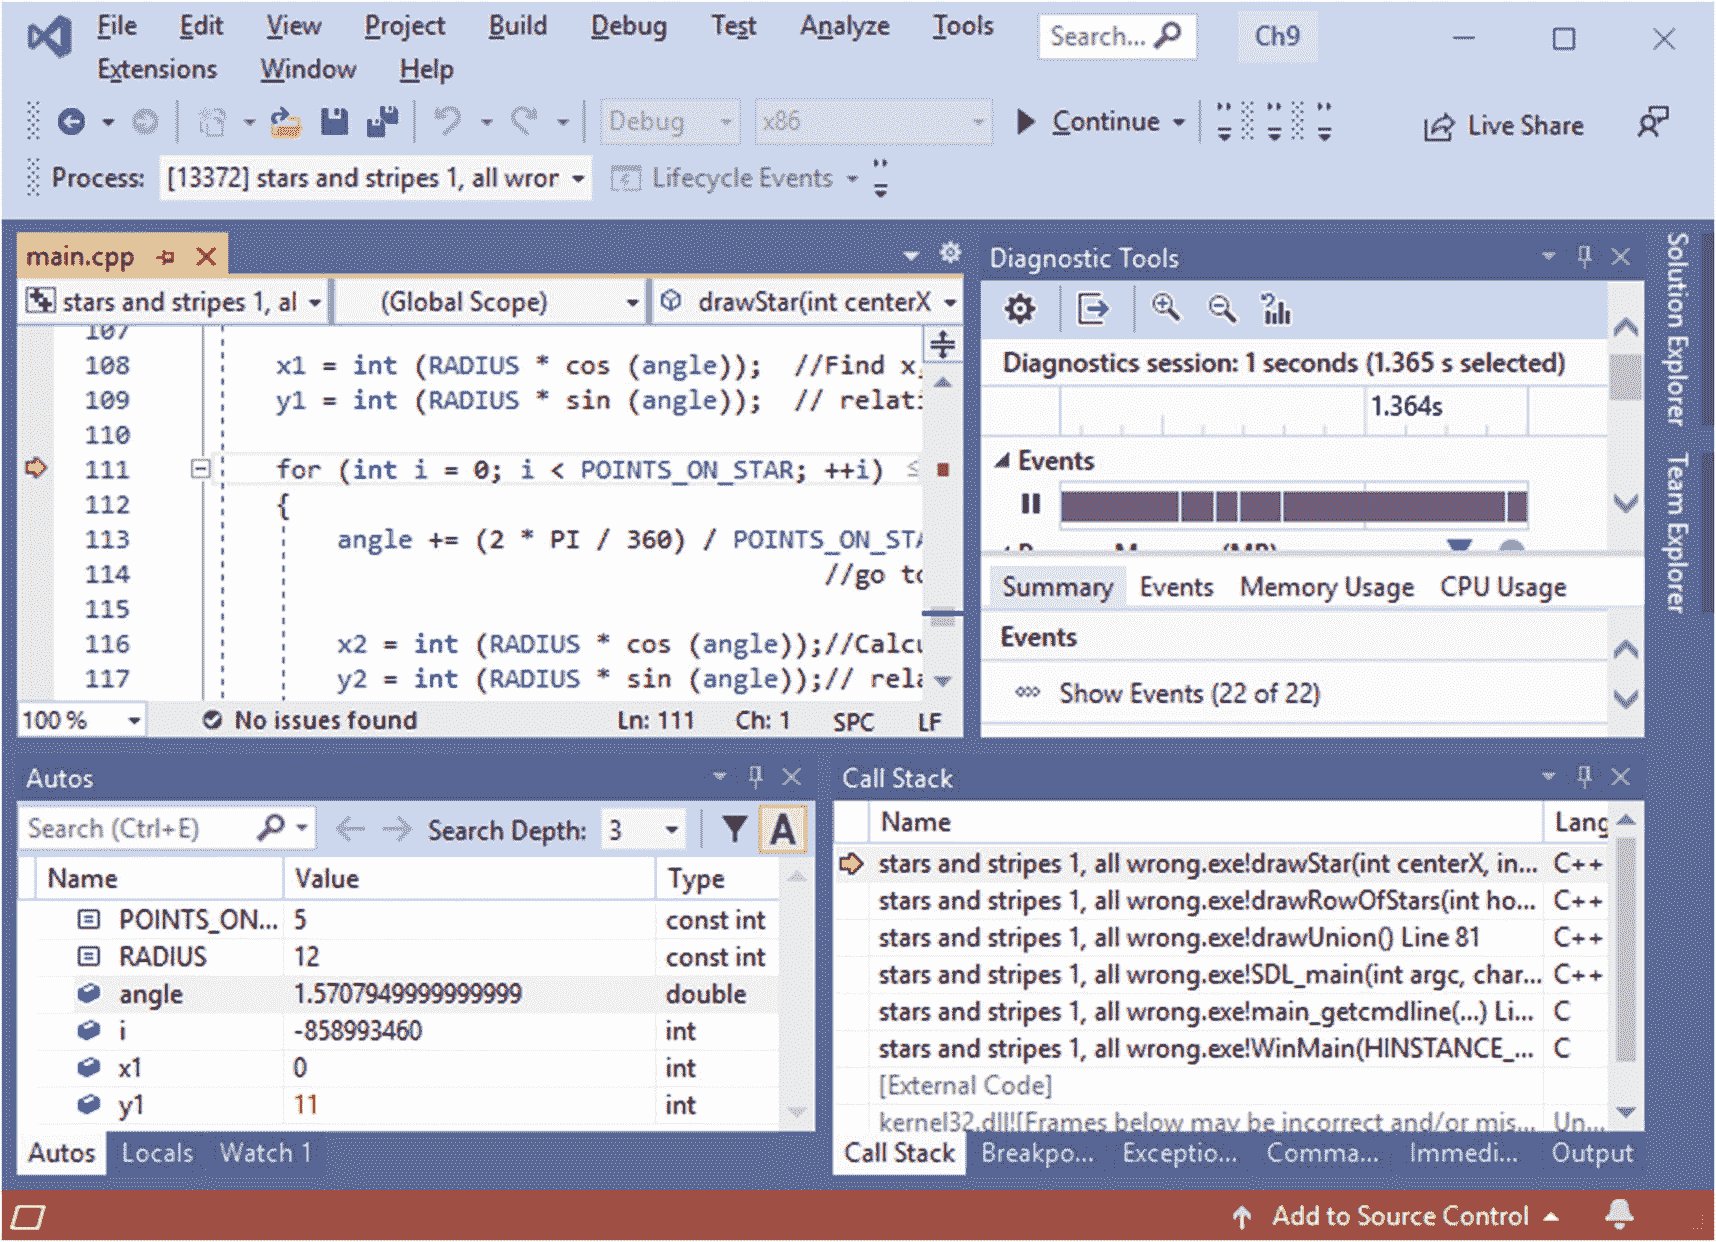 File Edit View Project Build Debug Test Analyze Tools Search... Ch9
Extensions Window Help
Debug x86 Continue Live Share
Process: [13372] stars and stripes 1, all wror Lifecycle Events
main.cpp
stars and stripes 1, al (Global Scope) drawStar(int centerX
107
108 x1 = int (RADIUS * cos (angle)); //Find x,
109 y1 = int (RADIUS * sin (angle)); // relati
110
111 for (int i = 0; i < POINTS_ON_STAR; ++i) ≤
112 {
113 angle += (2 * PI / 360) / POINTS_ON_STA
114 //go to
115
116 x2 = int (RADIUS * cos (angle));//Calcu
117 y2 = int (RADIUS * sin (angle));// rela
100 % No issues found Ln: 111 Ch: 1 SPC LF
Diagnostic Tools
Diagnostics session: 1 seconds (1.365 s selected)
1.364s
Events
(MB)
Summary Events Memory Usage CPU Usage
Events
Show Events (22 of 22)
Solution Explorer
Team Explorer
Autos
Search (Ctrl+E) Search Depth: 3 A
Name Value Type
POINTS_ON... 5 const int
RADIUS 12 const int
angle 1.5707949999999999 double
i -858993460 int
x1 0 int
y1 11 int
Autos Locals Watch 1
Call Stack
Name Lang
stars and stripes 1, all wrong.exe!drawStar(int centerX, in... C++
stars and stripes 1, all wrong.exe!drawRowOfStars(int ho... C++
stars and stripes 1, all wrong.exe!drawUnion() Line 81 C++
stars and stripes 1, all wrong.exe!SDL_main(int argc, char... C++
stars and stripes 1, all wrong.exe!main_getcmdline(...) Li... C
stars and stripes 1, all wrong.exe!WinMain(HINSTANCE_... C
[External Code]
kernel32.dll![Frames below may be incorrect and/or mis... Un...
Call Stack Breakpo... Exceptio... Comma... Immedi... Output
Add to Source Control